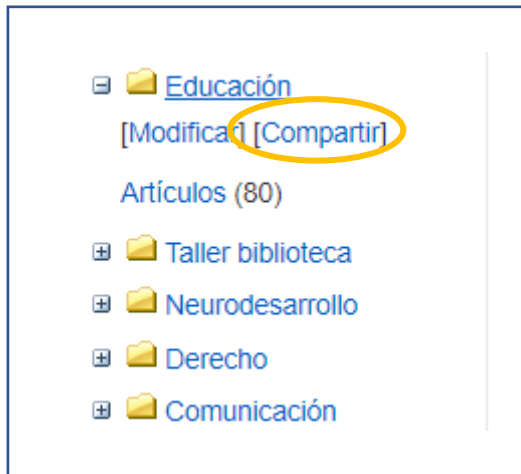 Educación
[Modificar] [Compartir]
Artículos (80)
Taller biblioteca
Neurodesarrollo
Derecho
Comunicación